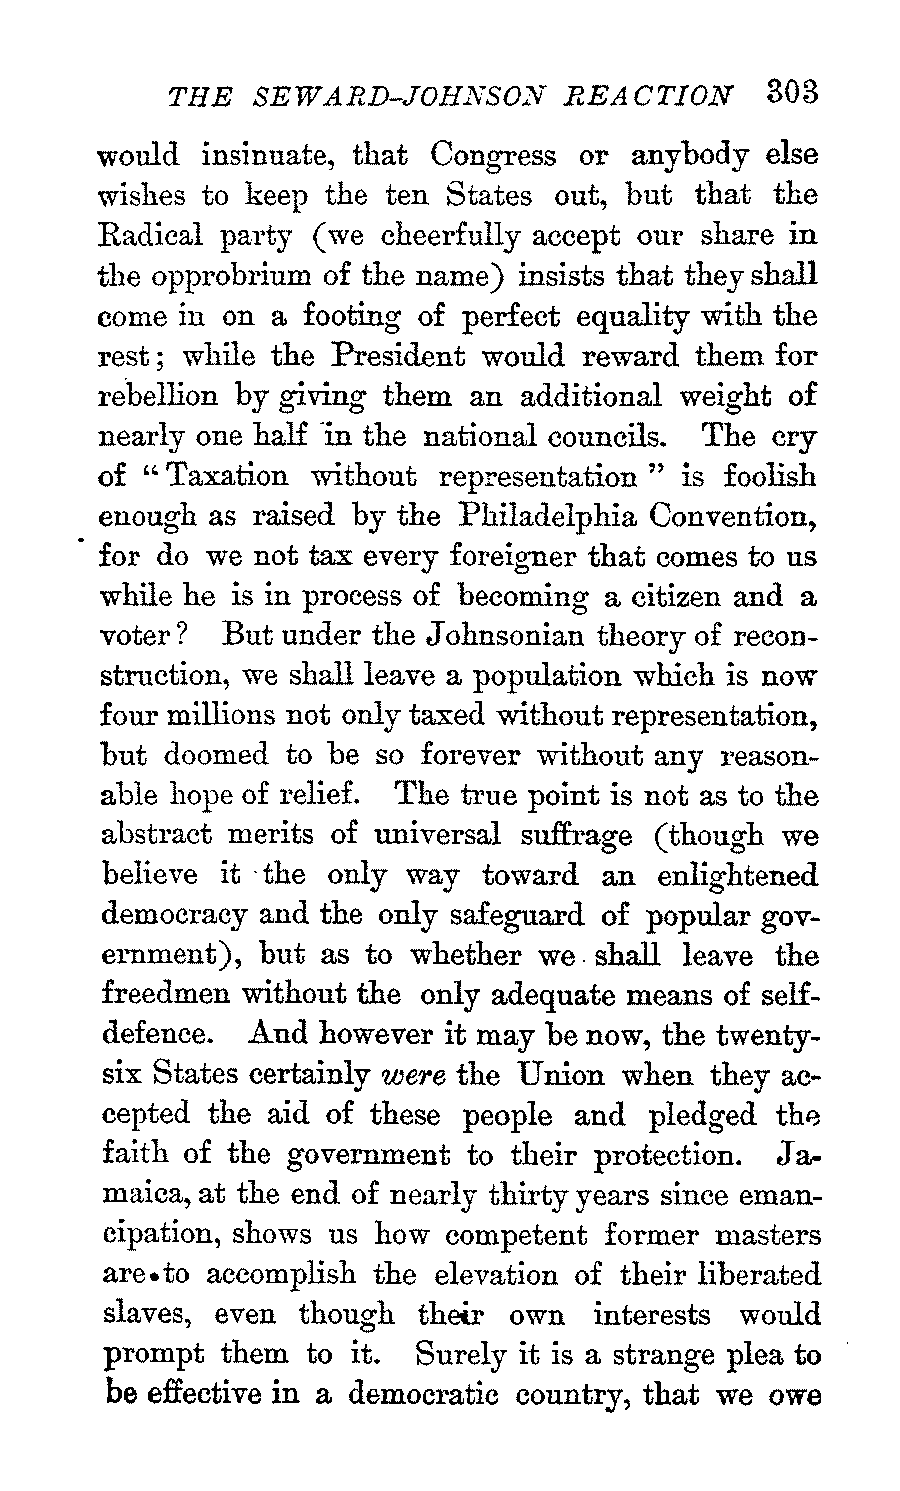 THE SEWARD-JOHNSON REACTION 303
would insinuate, that Congress or anybody else
wishes to keep the ten States out, but that the
Radical party (we cheerfully accept our share in
the opprobrium of the name) insists that they shall
come in on a footing of perfect equality with the
rest; while the President would reward them for
rebellion by giving them an additional weight of
nearly one half in the national councils. The cry
of “Taxation without representation” is foolish
enough as raised by the Philadelphia Convention,
for do we not tax every foreigner that comes to us
while he is in process of becoming a citizen and a
voter? But under the Johnsonian theory of recon-
struction, we shall leave a population which is now
four millions not only taxed without representation,
but doomed to be so forever without any reason-
able hope of relief. The true point is not as to the
abstract merits of universal suffrage (though we
believe it the only way toward an enlightened
democracy and the only safeguard of popular gov-
ernment), but as to whether we shall leave the
freedmen without the only adequate means of self-
defence. And however it may be now, the twenty-
six States certainly were the Union when they ac-
cepted the aid of these people and pledged the
faith of the government to their protection. Ja-
maica, at the end of nearly thirty years since eman-
cipation, shows us how competent former masters
are to accomplish the elevation of their liberated
slaves, even though their own interests would
prompt them to it. Surely it is a strange plea to
be effective in a democratic country, that we owe